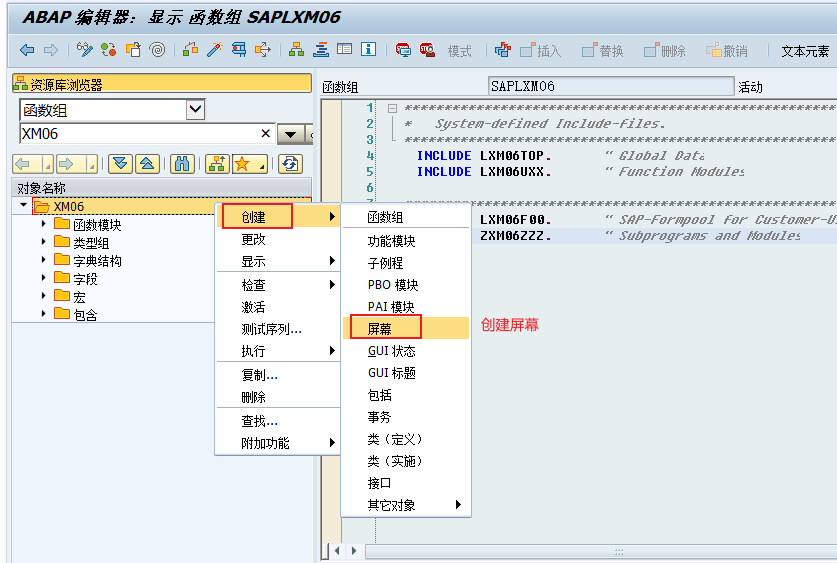 ABAP 编辑器：显示 函数组 SAPLXM06
模式 插入 替换 删除 撤销 文本元素
资源库浏览器
函数组
XM06
对象名称
XM06
函数模块
类型组
字典结构
字段
宏
包含
创建
更改
显示
检查
激活
测试序列...
执行
复制...
删除
查找...
附加功能
函数组
功能模块
子例程
PBO 模块
PAI 模块
屏幕
GUI 状态
GUI 标题
包括
事务
类（定义）
类（实施）
接口
其它对象
创建屏幕
函数组 SAPLXM06 活动
1 ****************************************************
2 *   System-defined Include-files.
3 ****************************************************
4 INCLUDE LXM06TOP. " Global Data
5 INCLUDE LXM06UXX. " Function Modules
6
****************************************************
LXM06F00. " SAP-Formpool for Customer-U
ZXM06ZZZ. " Subprograms and Modules